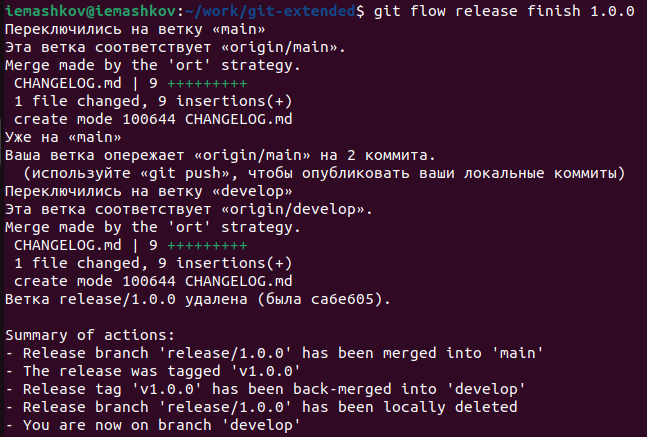 iemashkov@iemashkov:~/work/git-extended$ git flow release finish 1.0.0
Переключились на ветку «main»
Эта ветка соответствует «origin/main».
Merge made by the 'ort' strategy.
 CHANGELOG.md | 9 +++++++++
 1 file changed, 9 insertions(+)
 create mode 100644 CHANGELOG.md
Уже на «main»
Ваша ветка опережает «origin/main» на 2 коммита.
  (используйте «git push», чтобы опубликовать ваши локальные коммиты)
Переключились на ветку «develop»
Эта ветка соответствует «origin/develop».
Merge made by the 'ort' strategy.
 CHANGELOG.md | 9 +++++++++
 1 file changed, 9 insertions(+)
 create mode 100644 CHANGELOG.md
Ветка release/1.0.0 удалена (была ca6e605).

Summary of actions:
- Release branch 'release/1.0.0' has been merged into 'main'
- The release was tagged 'v1.0.0'
- Release tag 'v1.0.0' has been back-merged into 'develop'
- Release branch 'release/1.0.0' has been locally deleted
- You are now on branch 'develop'